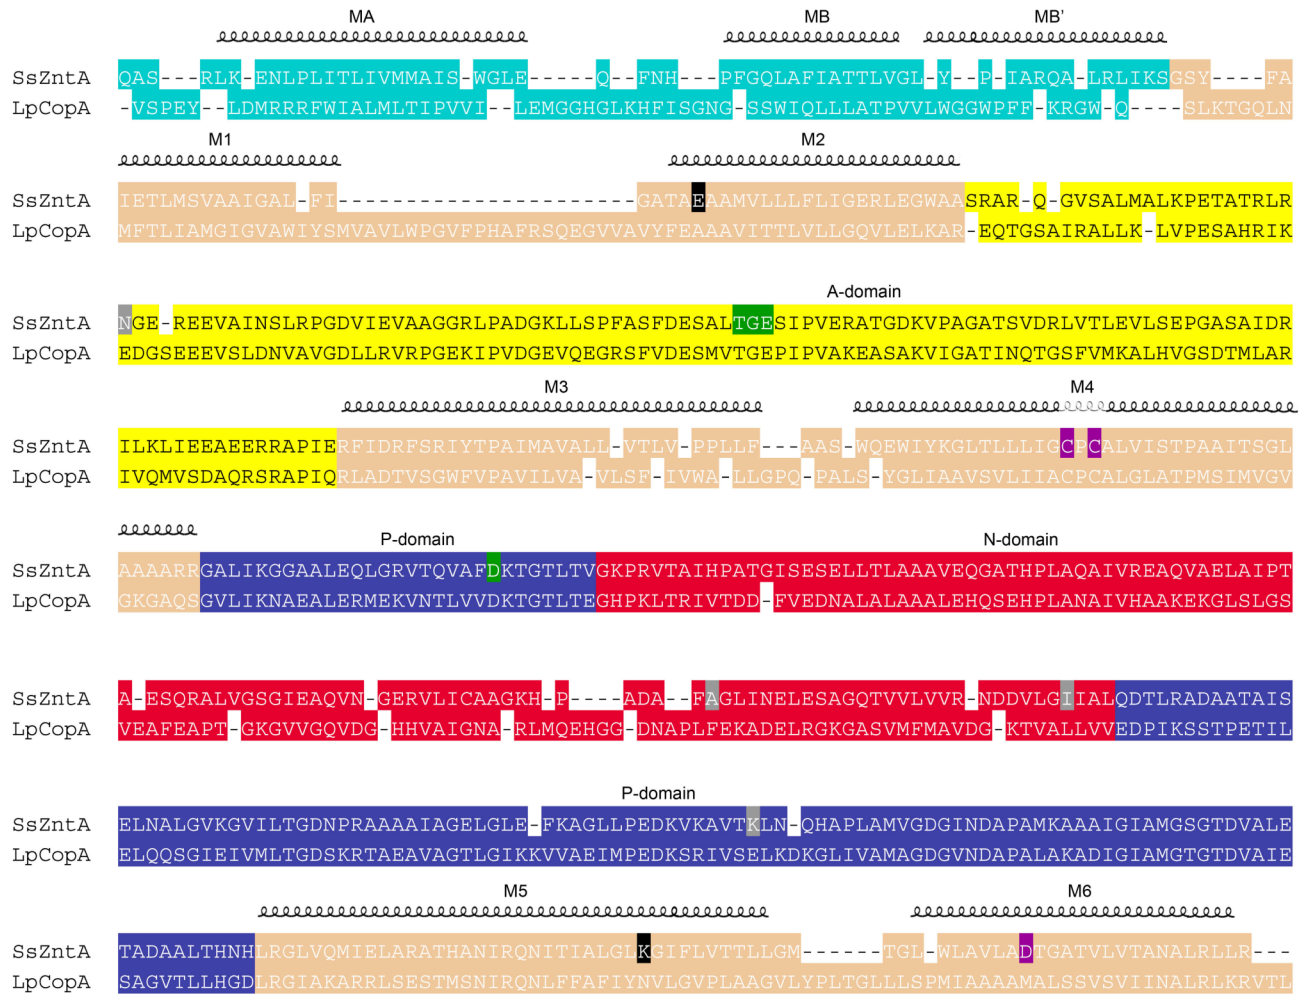 MA MB MB'
SsZntA QAS---RLK-ENLPLITLIVMMAIS-WGLE-----Q--FNH---PFGQLAFIATTLVGL-Y--P-IARQA-LRLIKSGSY----FA
LpCopA -VSPEY--LDMRRRRFWIALMLTIPVVI--LEMGGHGLKHFISGNG-SSWIQLLLATPVVLWGGWPFF-KRGW-Q----SLKTGQLN
M1 M2
SsZntA IETLMSVAAIGAL-FI----------------------GATAEAAMVLLLFLIGERLEGWAASRAR-Q-GVSALMALKPETATRLR
LpCopA MFTLIAMGIGVAWIYSMVAVLWPGVFPHAFRSQEGVVAVYFEAAAVITTLVLLGQVLELKAR-EQTGSAIRALLK-LVPESAHRIK
A-domain
SsZntA NGE-REEVAINSLRPGDVIEVAAGGRLPADGKLLSPFASFDESALTGESIPVERATGDKVPAGATSVDRLVTLEVLSEPGASAIDR
LpCopA EDGSEEEVSLDNVAVGDLLRVRPGEKIPVDGEVQEGRSFVDESMVTGEPIPVAKEASAKVIGATINQTGSFVMKALHVGSDTMLAR
M3 M4
SsZntA ILKLIEEAEERRAPIERFIDRFSRIYTPAIMAVALL-VTLV-PPLLF---AAS-WQEWIYKGLTLLLIGCPCALVISTPAAITSGL
LpCopA IVQMVSDAQRSRAPIQRLADTVSGWFVPAVILVA-VLSF-IVWA-LLGPQ-PALS-YGLIAAVSVLIIACPCALGLATPMSIMVGV
P-domain N-domain
SsZntA AAAARRGALIKGGAALEQLGRVTQVAFDKTGTLTVGKPRVTAIHPATGISESELLTLAAAVEQGATHPLAQAIVREAQVAELAIPT
LpCopA GKGAQSGVLIKNAEALERMEKVNTLVVDKTGTLTEGHPKLTRIVTDD-FVEDNALALAAALEHQSEHPLANAIVHAAKEKGLSLGS
SsZntA A-ESQRALVGSGIEAQVN-GERVLICAAGKH-P----ADA--FAGLINELESAGQTVVLVVR-NDDVLGIIALQDTLRADAATAIS
LpCopA VEAFEAPT-GKGVVGQVDG-HHVAIGNA-RLMQEHGG-DNAPLFEKADELRGKGASVMFMAVDG-KTVALLVVEDPIKSSTPETIL
P-domain
SsZntA ELNALGVKGVILTGDNPRAAAAIAGELGLE-FKAGLLPEDKVKAVTKLN-QHAPLAMVGDGINDAPAMKAAAIGIAMGSGTDVALE
LpCopA ELQQSGIEIVMLTGDSKRTAEAVAGTLGIKKVVAEIMPEDKSRIVSELKDKGLIVAMAGDGVNDAPALAKADIGIAMGTGTDVAIE
M5 M6
SsZntA TADAALTHNHLRGLVQMIELARATHANIRQNITIALGLKGIFLVTTLLGM------TGL-WLAVLADTGATVLVTANALRLLR---
LpCopA SAGVTLLHGDLRGIAKARRLSESTMSNIRQNLFFAFIYNVLGVPLAAGVLYPLTGLLLSPMIAAAAMALSSVSVIINALRLKRVTL